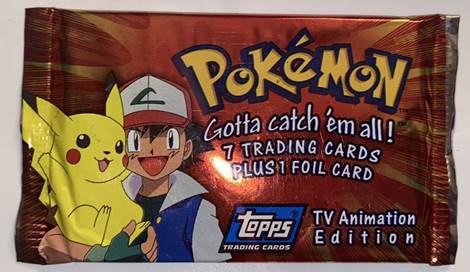 POKéMON
Gotta catch 'em all!
7 TRADING CARDS
PLUS 1 FOIL CARD
topps
TRADING CARDS
TV Animation
Edition